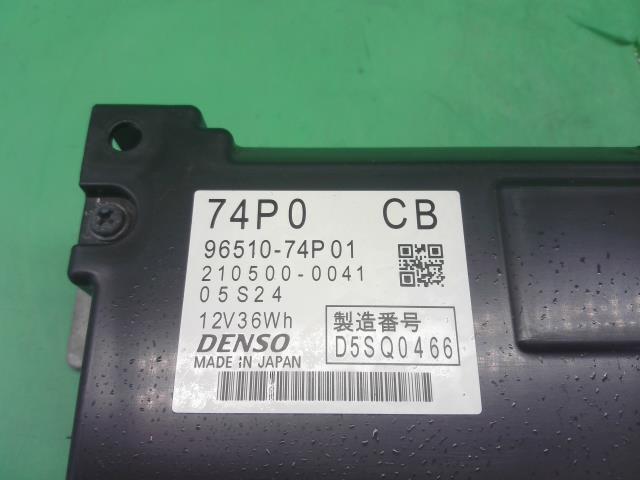 74P0 CB
96510-74P01
210500-0041
05S24
12V36Wh
製造番号
DENSO
D5SQ0466
MADE IN JAPAN